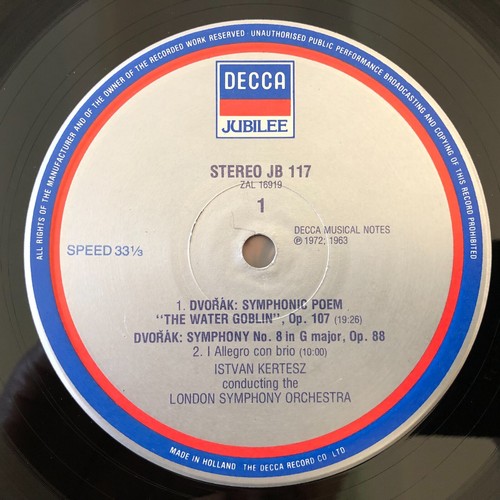 ALL RIGHTS OF THE MANUFACTURER AND OF THE OWNER OF THE RECORDED WORK RESERVED · UNAUTHORISED PUBLIC PERFORMANCE BROADCASTING AND COPYING OF THIS RECORD PROHIBITED
DECCA
JUBILEE
STEREO JB 117
ZAL 16919
1
DECCA MUSICAL NOTES
SPEED 33⅓
℗ 1972; 1963
1. DVOŘÁK: SYMPHONIC POEM
"THE WATER GOBLIN", Op. 107 (19:26)
DVOŘÁK: SYMPHONY No. 8 in G major, Op. 88
2. I Allegro con brio (10:00)
ISTVAN KERTESZ
conducting the
LONDON SYMPHONY ORCHESTRA
MADE IN HOLLAND THE DECCA RECORD CO LTD